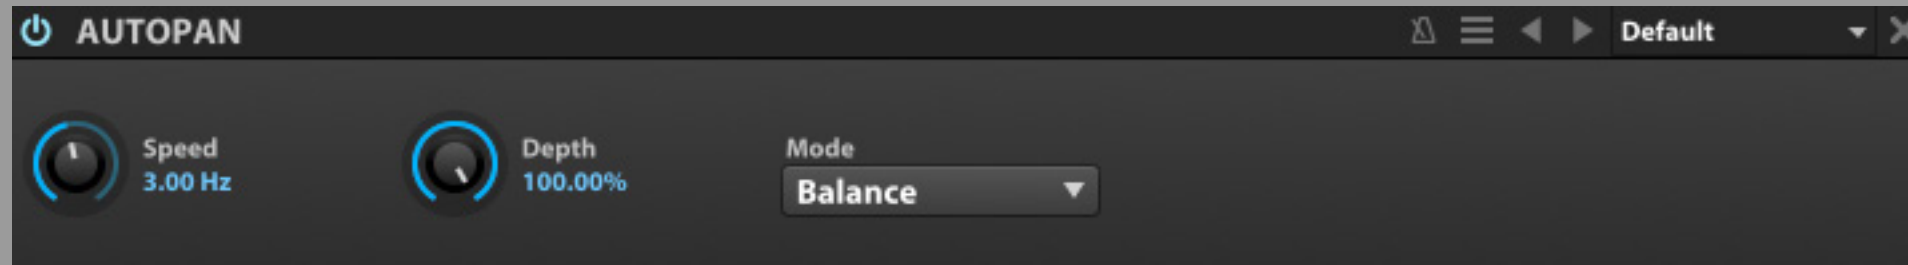 AUTOPAN
Default
Speed
3.00 Hz
Depth
100.00%
Mode
Balance